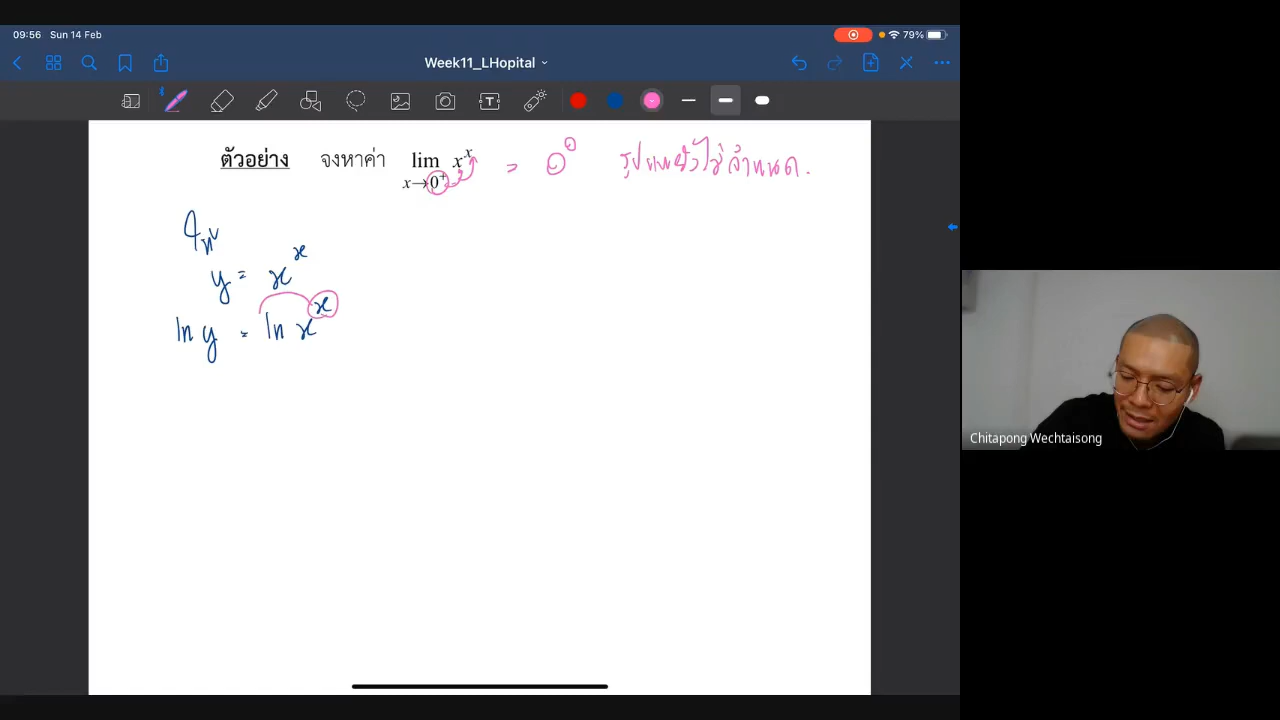 09:56 Sun 14 Feb
79%
Week11_LHopital
T
ตัวอย่าง จงหาค่า lim x^x = 0^0 รูปแบบยังไม่กำหนด.
x→0+
ให้
y = x^x
ln y = ln x^x
Chitapong Wechtaisong